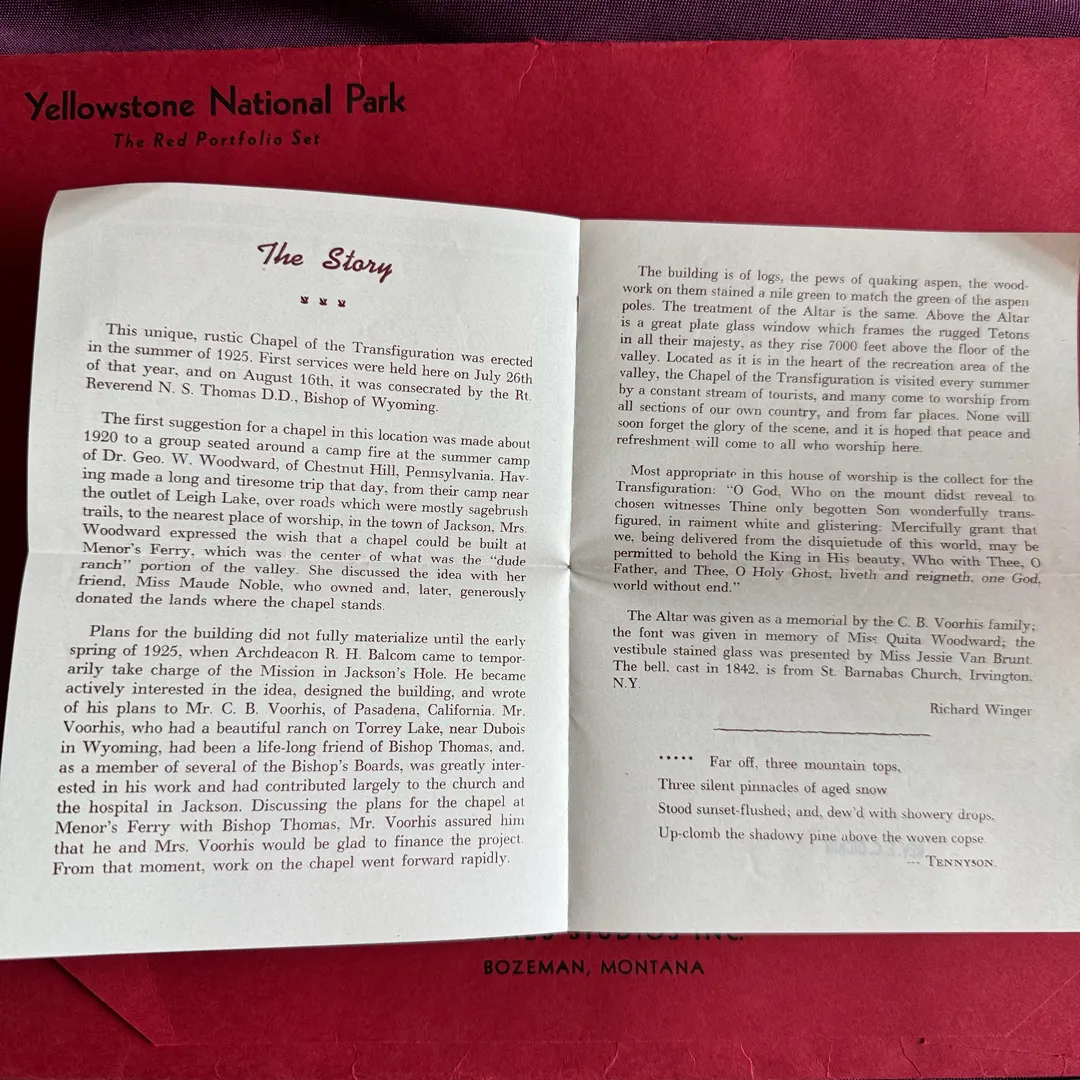 Yellowstone National Park
The Red Portfolio Set
The Story
This unique, rustic Chapel of the Transfiguration was erected
in the summer of 1925. First services were held here on July 26th
of that year, and on August 16th, it was consecrated by the Rt.
Reverend N. S. Thomas D.D., Bishop of Wyoming.
The first suggestion for a chapel in this location was made about
1920 to a group seated around a camp fire at the summer camp
of Dr. Geo. W. Woodward, of Chestnut Hill, Pennsylvania. Hav-
ing made a long and tiresome trip that day, from their camp near
the outlet of Leigh Lake, over roads which were mostly sagebrush
trails, to the nearest place of worship, in the town of Jackson, Mrs.
Woodward expressed the wish that a chapel could be built at
Menor's Ferry, which was the center of what was the "dude
ranch" portion of the valley. She discussed the idea with her
friend, Miss Maude Noble, who owned and, later, generously
donated the lands where the chapel stands.
Plans for the building did not fully materialize until the early
spring of 1925, when Archdeacon R. H. Balcom came to tempor-
arily take charge of the Mission in Jackson's Hole. He became
actively interested in the idea, designed the building, and wrote
of his plans to Mr. C. B. Voorhis, of Pasadena, California. Mr.
Voorhis, who had a beautiful ranch on Torrey Lake, near Dubois
in Wyoming, had been a life-long friend of Bishop Thomas, and,
as a member of several of the Bishop's Boards, was greatly inter-
ested in his work and had contributed largely to the church and
the hospital in Jackson. Discussing the plans for the chapel at
Menor's Ferry with Bishop Thomas, Mr. Voorhis assured him
that he and Mrs. Voorhis would be glad to finance the project.
From that moment, work on the chapel went forward rapidly.
The building is of logs, the pews of quaking aspen, the wood-
work on them stained a nile green to match the green of the aspen
poles. The treatment of the Altar is the same. Above the Altar
is a great plate glass window which frames the rugged Tetons
in all their majesty, as they rise 7000 feet above the floor of the
valley. Located as it is in the heart of the recreation area of the
valley, the Chapel of the Transfiguration is visited every summer
by a constant stream of tourists, and many come to worship from
all sections of our own country, and from far places. None will
soon forget the glory of the scene, and it is hoped that peace and
refreshment will come to all who worship here.
Most appropriate in this house of worship is the collect for the
Transfiguration: "O God, Who on the mount didst reveal to
chosen witnesses Thine only begotten Son wonderfully trans-
figured, in raiment white and glistering: Mercifully grant that
we, being delivered from the disquietude of this world, may be
permitted to behold the King in His beauty, Who with Thee, O
Father, and Thee, O Holy Ghost, liveth and reigneth, one God,
world without end."
The Altar was given as a memorial by the C. B. Voorhis family;
the font was given in memory of Miss Quita Woodward; the
vestibule stained glass was presented by Miss Jessie Van Brunt.
The bell, cast in 1842, is from St. Barnabas Church, Irvington,
N.Y.
Richard Winger
***** Far off, three mountain tops,
Three silent pinnacles of aged snow
Stood sunset-flushed; and, dew'd with showery drops,
Up-clomb the shadowy pine above the woven copse
--- TENNYSON.
STUDIOS INC.
BOZEMAN, MONTANA